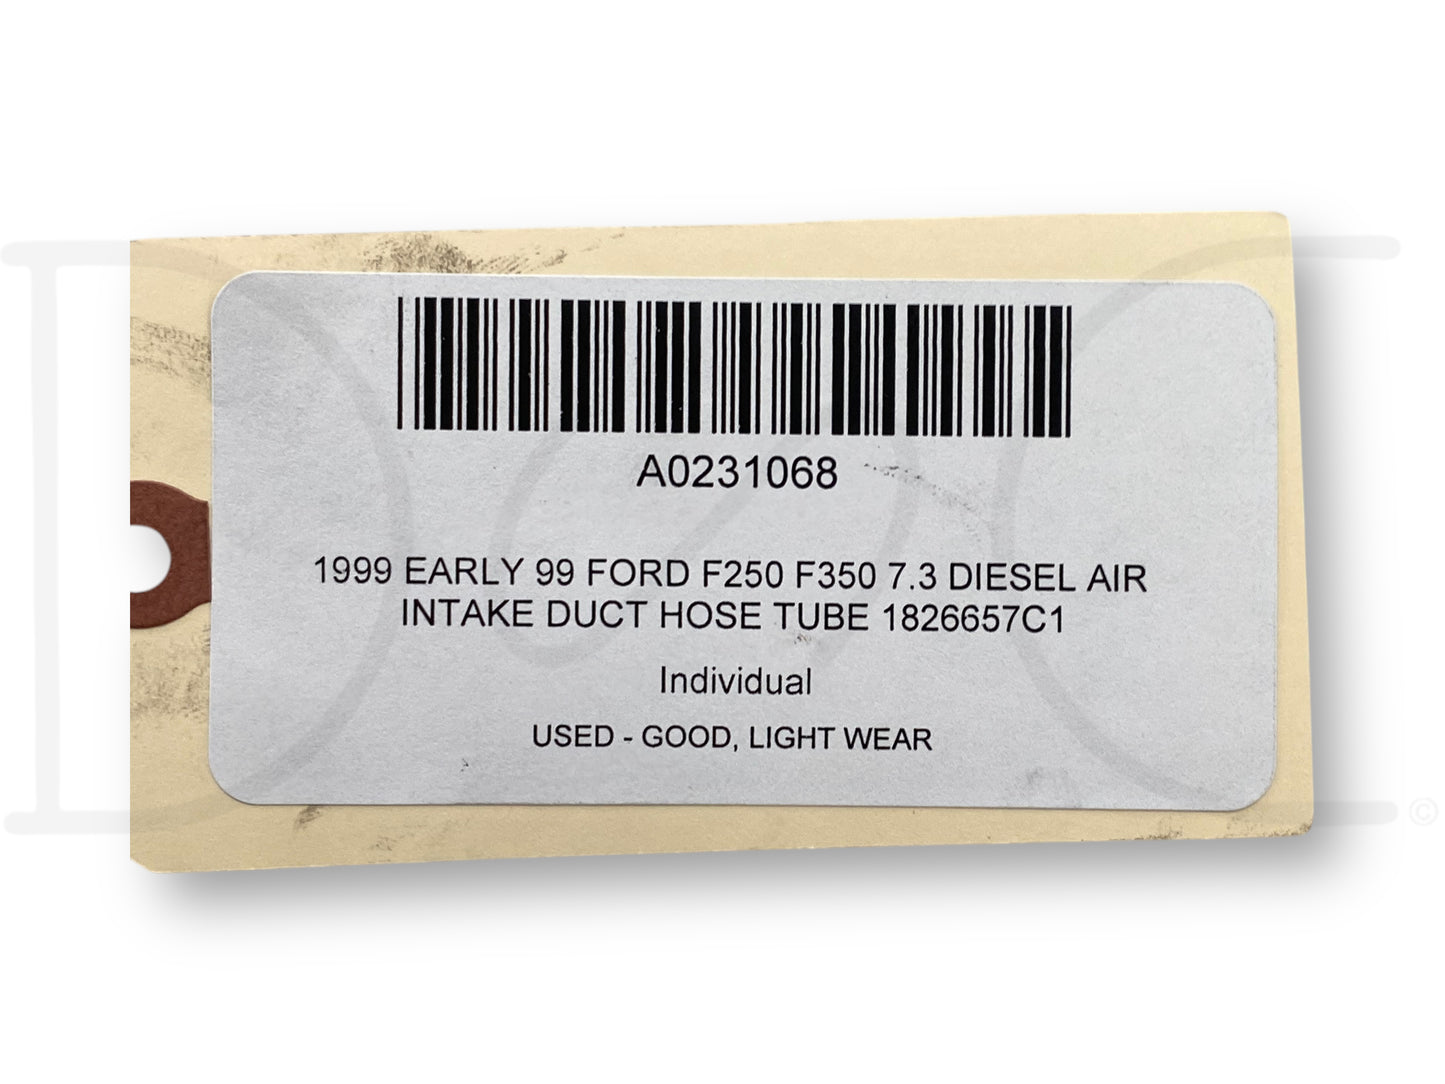 A0231068
1999 EARLY 99 FORD F250 F350 7.3 DIESEL AIR
INTAKE DUCT HOSE TUBE 1826657C1
Individual
USED - GOOD, LIGHT WEAR
©